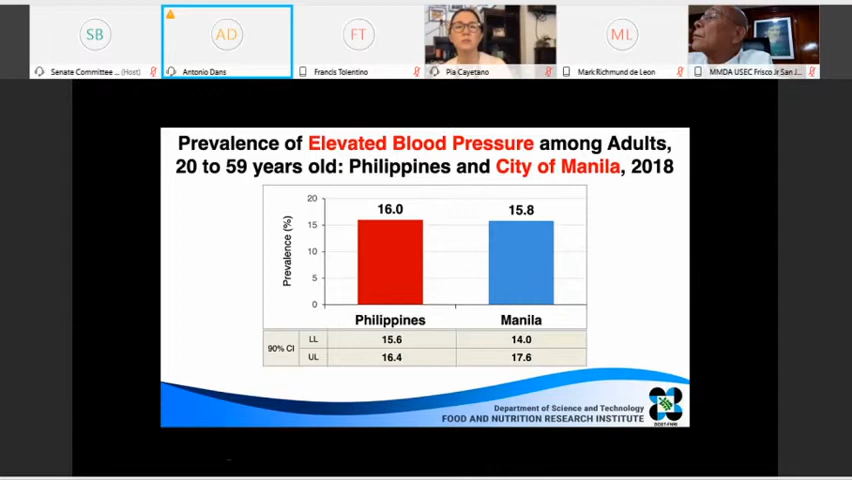 SB
AD
FT
ML
Senate Committee ... (Host)
Antonio Dans
Francis Tolentino
Pia Cayetano
Mark Richmund de Leon
MMDA USEC Frisco Jr San J...
Prevalence of Elevated Blood Pressure among Adults,
20 to 59 years old: Philippines and City of Manila, 2018
Prevalence (%)
20
15
10
5
0
16.0
15.8
Philippines
Manila
90% CI
LL
15.6
14.0
UL
16.4
17.6
Department of Science and Technology
FOOD AND NUTRITION RESEARCH INSTITUTE
DOST-FNRI